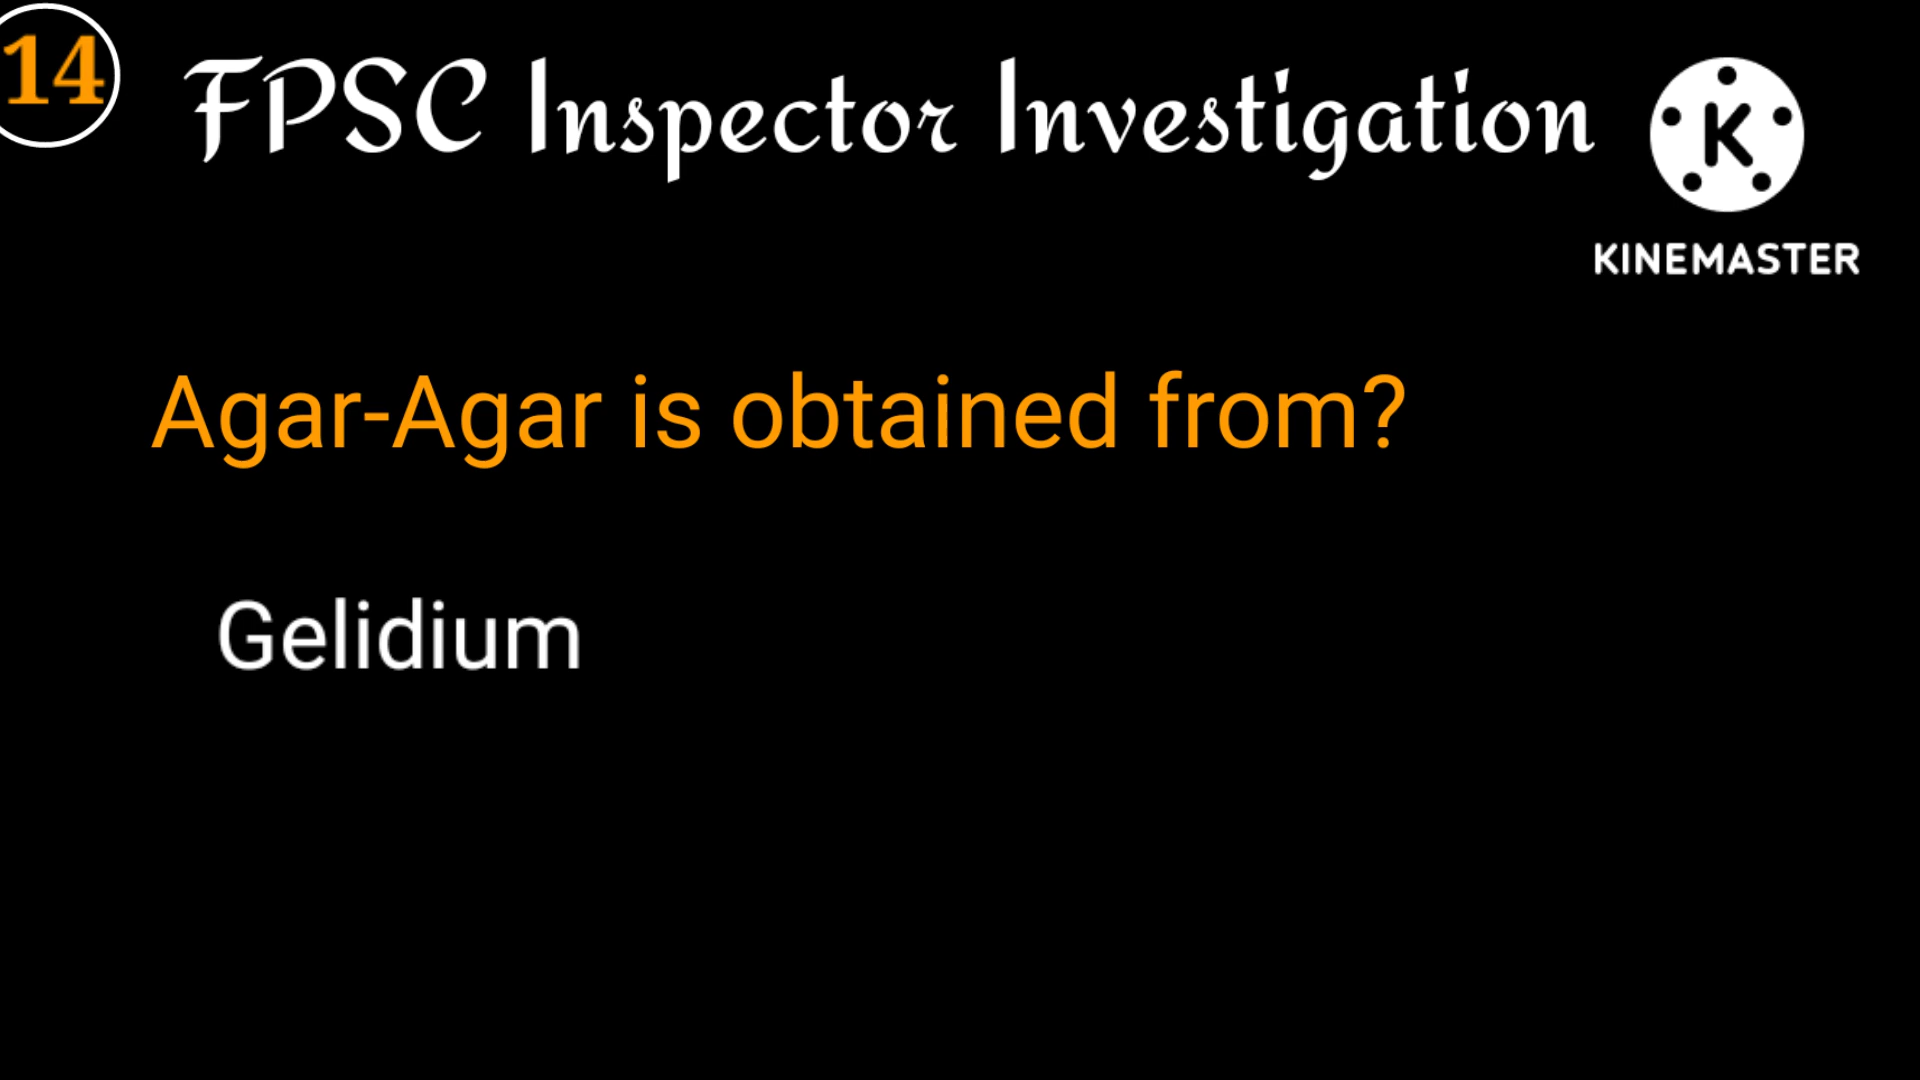 14
FPSC Inspector Investigation
K
KINEMASTER
Agar-Agar is obtained from?
Gelidium